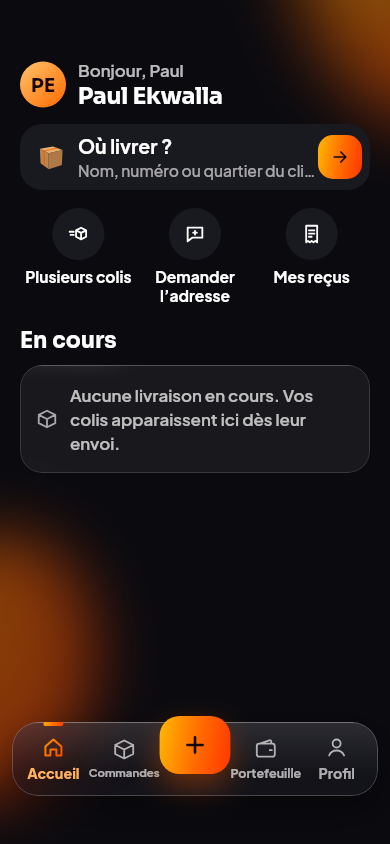 PE
Bonjour, Paul
Paul Ekwalla
Où livrer ?
Nom, numéro ou quartier du cli…
Plusieurs colis
Demander
l’adresse
Mes reçus
En cours
Aucune livraison en cours. Vos
colis apparaissent ici dès leur
envoi.
Accueil
Commandes
Portefeuille
Profil